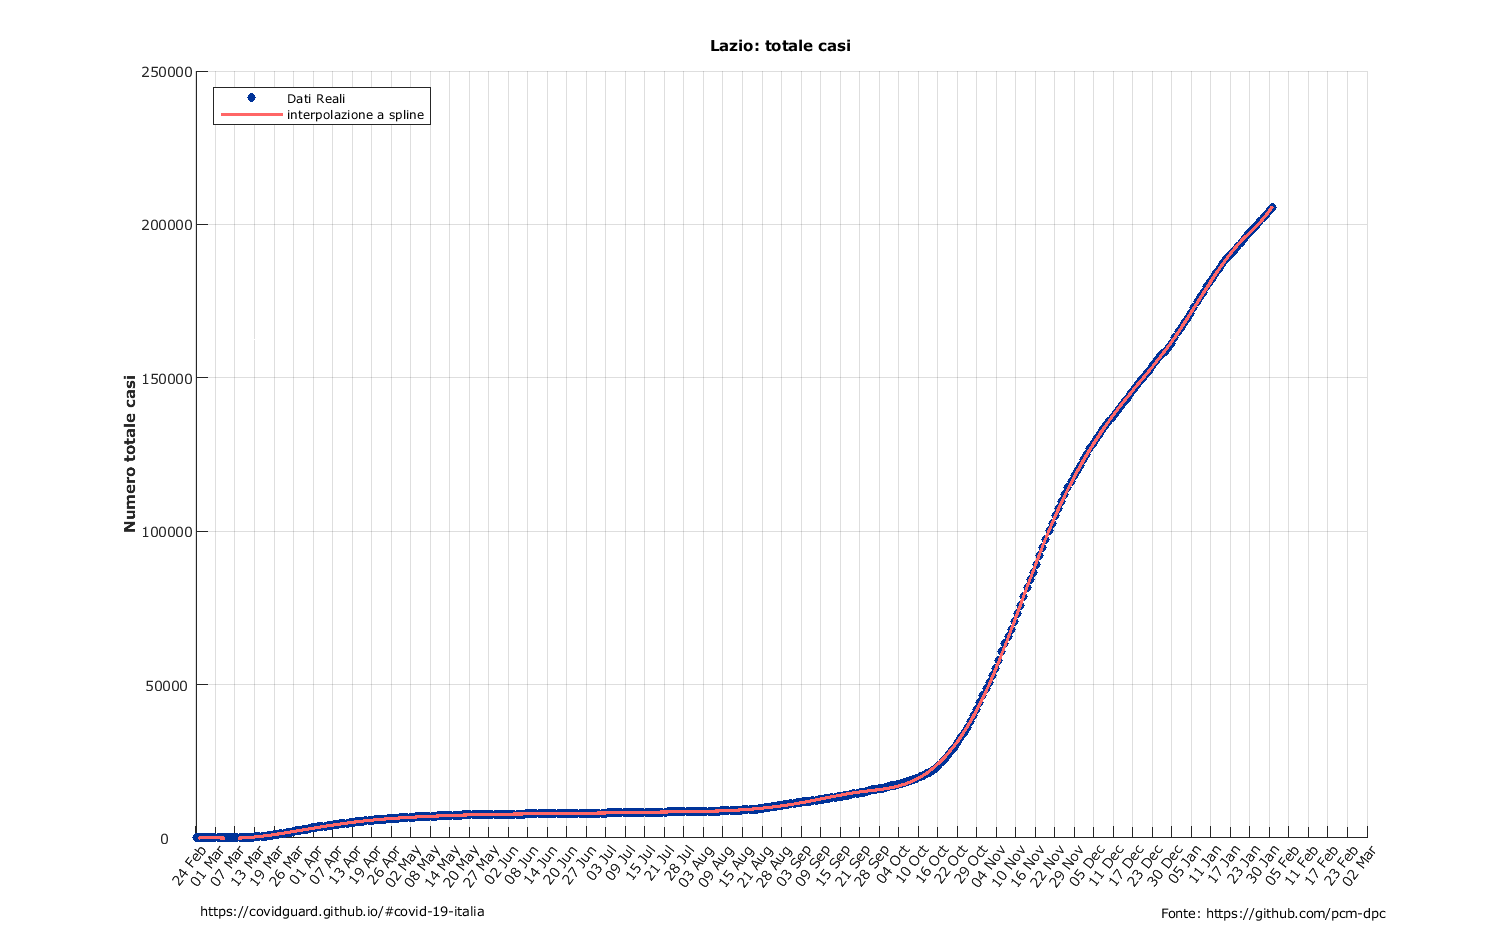 Lazio: totale casi
250000
Dati Reali
interpolazione a spline
200000
150000
Numero totale casi
100000
50000
0
24 Feb
01 Mar
07 Mar
13 Mar
19 Mar
26 Mar
01 Apr
07 Apr
13 Apr
19 Apr
26 Apr
02 May
08 May
14 May
20 May
27 May
02 Jun
08 Jun
14 Jun
20 Jun
27 Jun
03 Jul
09 Jul
15 Jul
21 Jul
28 Jul
03 Aug
09 Aug
15 Aug
21 Aug
28 Aug
03 Sep
09 Sep
15 Sep
21 Sep
28 Sep
04 Oct
10 Oct
16 Oct
22 Oct
29 Oct
04 Nov
10 Nov
16 Nov
22 Nov
29 Nov
05 Dec
11 Dec
17 Dec
23 Dec
30 Dec
05 Jan
11 Jan
17 Jan
23 Jan
30 Jan
05 Feb
11 Feb
17 Feb
23 Feb
02 Mar
https://covidguard.github.io/#covid-19-italia
Fonte: https://github.com/pcm-dpc